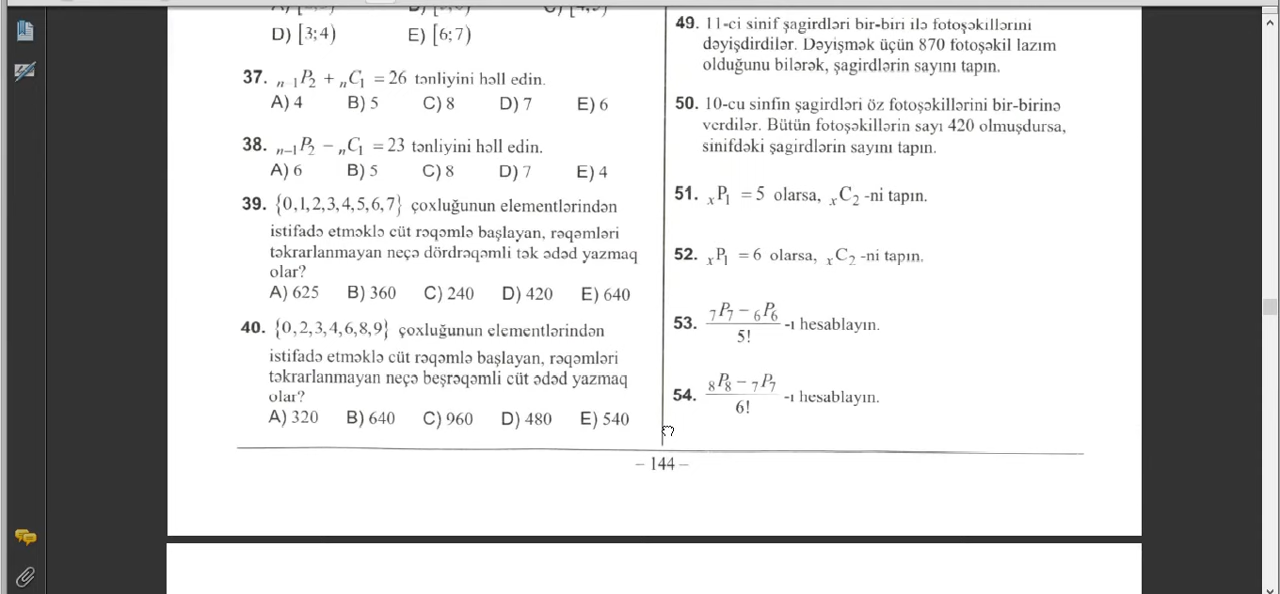 D) [3;4) E) [6;7)
37. ₙ₋₁P₂ + ₙC₁ = 26 tənliyini həll edin.
A) 4 B) 5 C) 8 D) 7 E) 6
38. ₙ₋₁P₂ − ₙC₁ = 23 tənliyini həll edin.
A) 6 B) 5 C) 8 D) 7 E) 4
39. {0,1,2,3,4,5,6,7} çoxluğunun elementlərindən
istifadə etməklə cüt rəqəmlə başlayan, rəqəmləri
təkrarlanmayan neçə dördrəqəmli tək ədəd yazmaq
olar?
A) 625 B) 360 C) 240 D) 420 E) 640
40. {0,2,3,4,6,8,9} çoxluğunun elementlərindən
istifadə etməklə cüt rəqəmlə başlayan, rəqəmləri
təkrarlanmayan neçə beşrəqəmli cüt ədəd yazmaq
olar?
A) 320 B) 640 C) 960 D) 480 E) 540
49. 11-ci sinif şagirdləri bir-biri ilə fotoşəkillərini
dəyişdirdilər. Dəyişmək üçün 870 fotoşəkil lazım
olduğunu bilərək, şagirdlərin sayını tapın.
50. 10-cu sinfin şagirdləri öz fotoşəkillərini bir-birinə
verdilər. Bütün fotoşəkillərin sayı 420 olmuşdursa,
sinifdəki şagirdlərin sayını tapın.
51. ₓP₁ = 5 olarsa, ₓC₂ -ni tapın.
52. ₓP₁ = 6 olarsa, ₓC₂ -ni tapın.
53. ₇P₇ − ₆P₆ / 5! -ı hesablayın.
54. ₈P₈ − ₇P₇ / 6! -ı hesablayın.
– 144 –